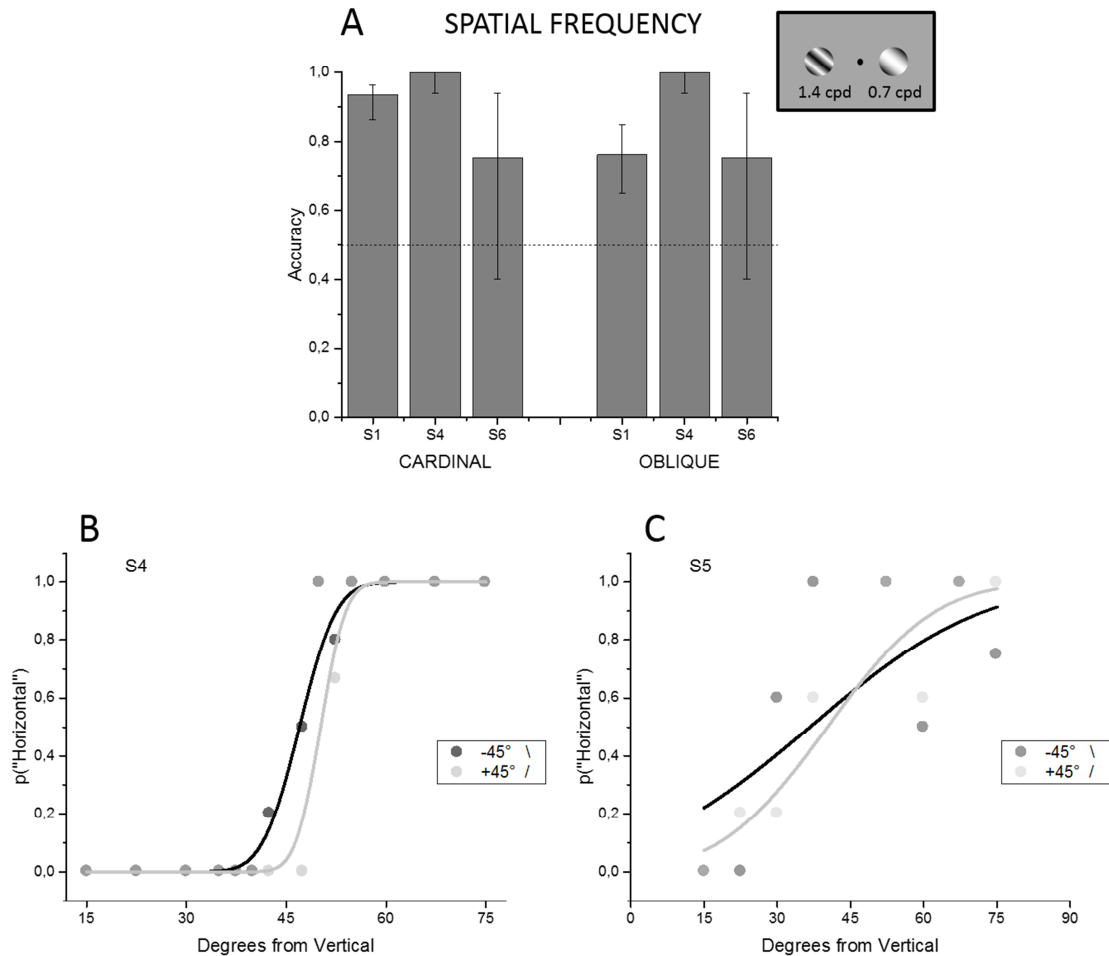 A SPATIAL FREQUENCY
1.4 cpd 0.7 cpd
Accuracy
1,0
0,8
0,6
0,4
0,2
0,0
S1 S4 S6 S1 S4 S6
CARDINAL OBLIQUE
B
S4
p("Horizontal")
1,0
0,8
0,6
0,4
0,2
0,0
-45° \
+45° /
15 30 45 60 75
Degrees from Vertical
C
S5
p("Horizontal")
1,0
0,8
0,6
0,4
0,2
0,0
-45° \
+45° /
0 15 30 45 60 75 90
Degrees from Vertical